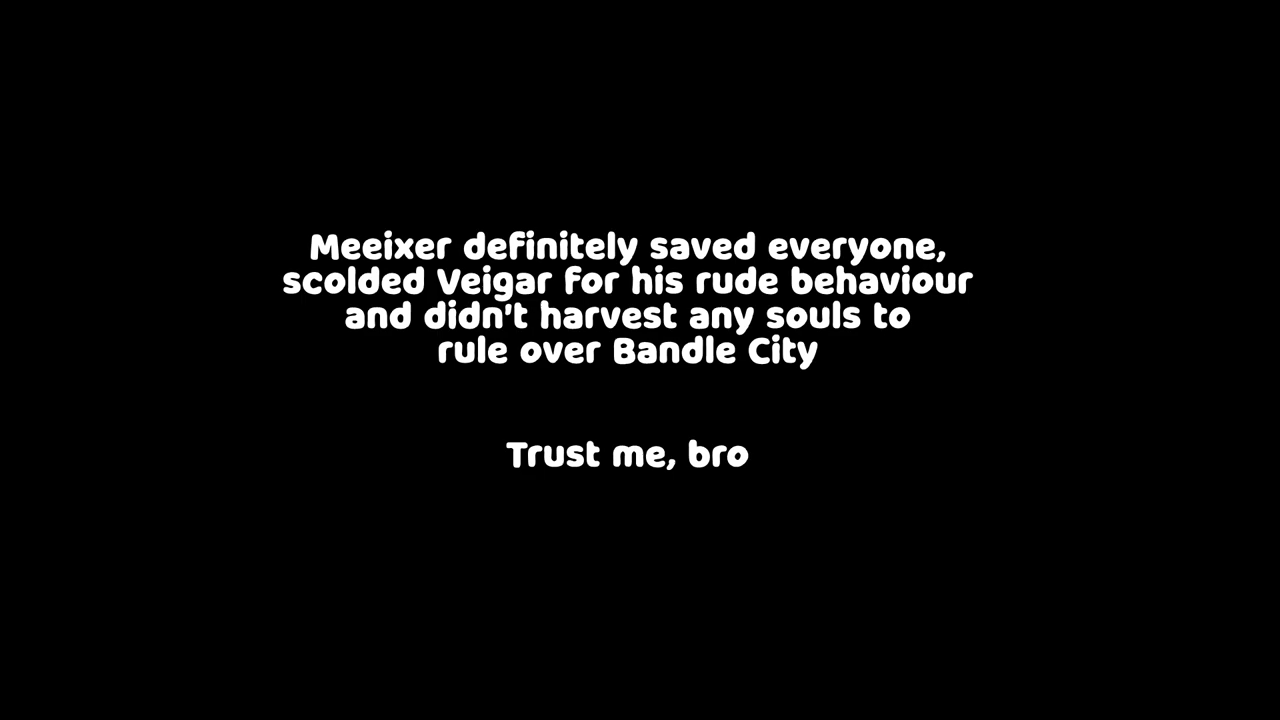 Meeixer definitely saved everyone,
scolded Veigar for his rude behaviour
and didn't harvest any souls to
rule over Bandle City
Trust me, bro